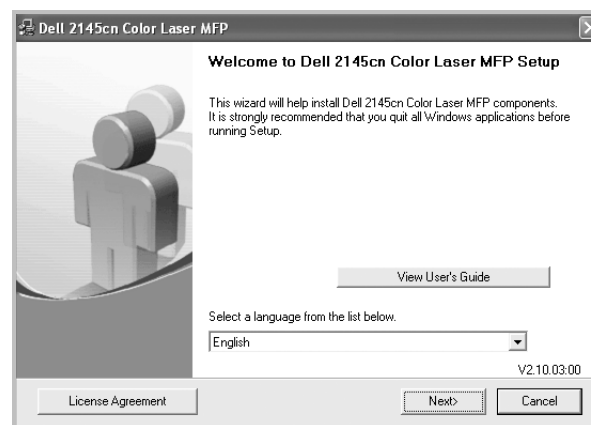 Dell 2145cn Color Laser MFP
Welcome to Dell 2145cn Color Laser MFP Setup
This wizard will help install Dell 2145cn Color Laser MFP components.
It is strongly recommended that you quit all Windows applications before
running Setup.
View User's Guide
Select a language from the list below.
English
V2.10.03:00
License Agreement
Next>
Cancel